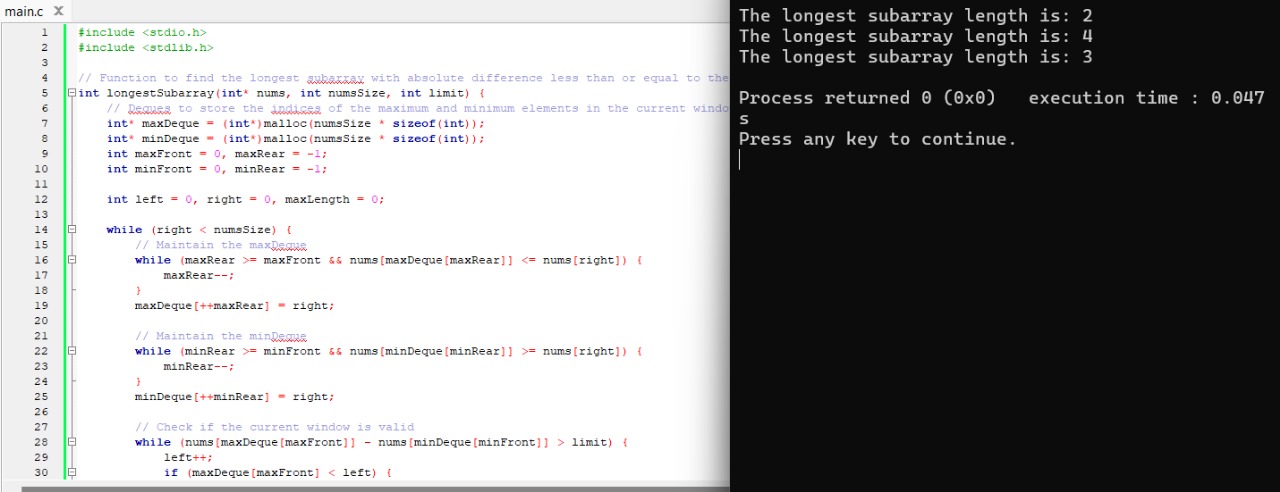 main.c X
1 #include <stdio.h>
2 #include <stdlib.h>
3
4 // Function to find the longest subarray with absolute difference less than or equal to the
5 int longestSubarray(int* nums, int numsSize, int limit) {
6 // Deques to store the indices of the maximum and minimum elements in the current windo
7 int* maxDeque = (int*)malloc(numsSize * sizeof(int));
8 int* minDeque = (int*)malloc(numsSize * sizeof(int));
9 int maxFront = 0, maxRear = -1;
10 int minFront = 0, minRear = -1;
11
12 int left = 0, right = 0, maxLength = 0;
13
14 while (right < numsSize) {
15 // Maintain the maxDeque
16 while (maxRear >= maxFront && nums[maxDeque[maxRear]] <= nums[right]) {
17 maxRear--;
18 }
19 maxDeque[++maxRear] = right;
20
21 // Maintain the minDeque
22 while (minRear >= minFront && nums[minDeque[minRear]] >= nums[right]) {
23 minRear--;
24 }
25 minDeque[++minRear] = right;
26
27 // Check if the current window is valid
28 while (nums[maxDeque[maxFront]] - nums[minDeque[minFront]] > limit) {
29 left++;
30 if (maxDeque[maxFront] < left) {
The longest subarray length is: 2
The longest subarray length is: 4
The longest subarray length is: 3
Process returned 0 (0x0) execution time : 0.047
s
Press any key to continue.